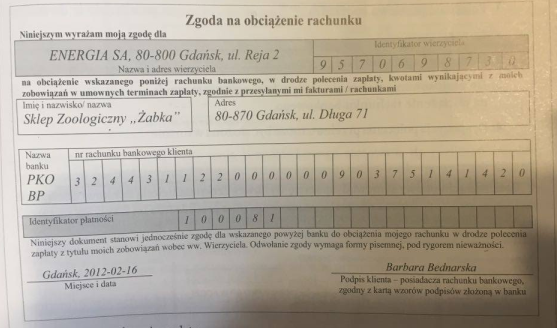 Zgoda na obciążenie rachunku
Niniejszym wyrażam moją zgodę dla
ENERGIA SA, 80-800 Gdańsk, ul. Reja 2
Nazwa i adres wierzyciela
Identyfikator wierzyciela
9 5 7 0 6 9 8 7 3 0
na obciążenie wskazanego poniżej rachunku bankowego, w drodze polecenia zapłaty, kwotami wynikającymi z moich
zobowiązań w umownych terminach zapłaty, zgodnie z przesyłanymi mi fakturami / rachunkami
Imię i nazwisko/ nazwa
Sklep Zoologiczny „Żabka"
Adres
80-870 Gdańsk, ul. Długa 71
Nazwa
banku
PKO
BP
nr rachunku bankowego klienta
3 2 4 4 3 1 1 2 2 0 0 0 0 0 0 9 0 3 7 5 1 4 1 4 2 0
Identyfikator płatności
1 0 0 0 8 1
Niniejszy dokument stanowi jednocześnie zgodę dla wskazanego powyżej banku do obciążenia mojego rachunku w drodze polecenia
zapłaty z tytułu moich zobowiązań wobec ww. Wierzyciela. Odwołanie zgody wymaga formy pisemnej, pod rygorem nieważności.
Gdańsk, 2012-02-16
Miejsce i data
Barbara Bednarska
Podpis klienta – posiadacza rachunku bankowego,
zgodny z kartą wzorów podpisów złożoną w banku